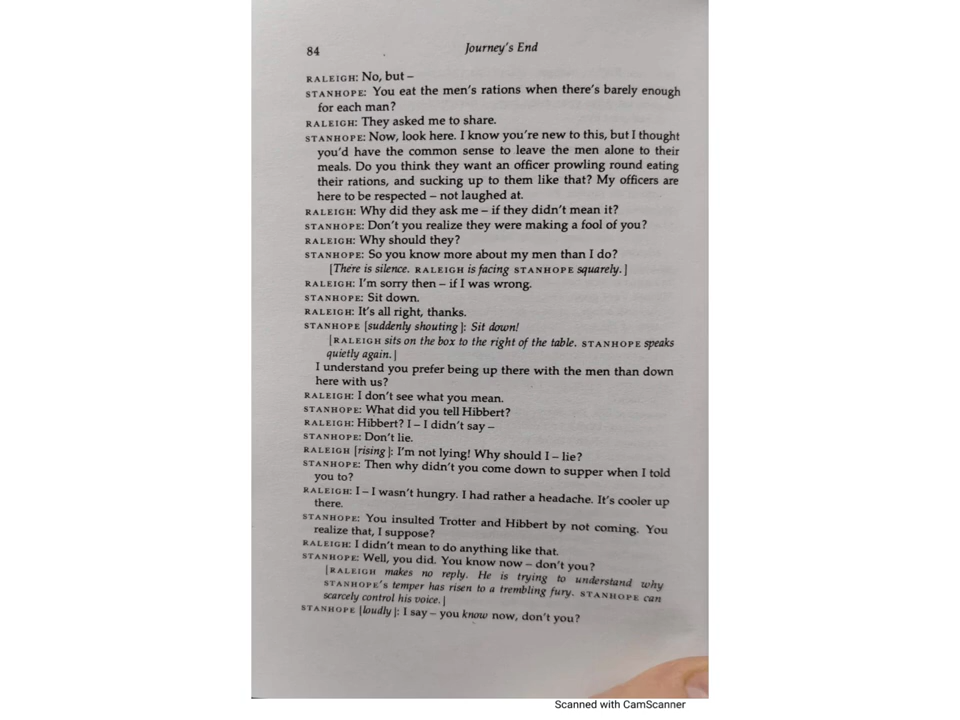 84
Journey's End
RALEIGH: No, but –
STANHOPE: You eat the men's rations when there's barely enough
for each man?
RALEIGH: They asked me to share.
STANHOPE: Now, look here. I know you're new to this, but I thought
you'd have the common sense to leave the men alone to their
meals. Do you think they want an officer prowling round eating
their rations, and sucking up to them like that? My officers are
here to be respected – not laughed at.
RALEIGH: Why did they ask me – if they didn't mean it?
STANHOPE: Don't you realize they were making a fool of you?
RALEIGH: Why should they?
STANHOPE: So you know more about my men than I do?
[There is silence. RALEIGH is facing STANHOPE squarely.]
RALEIGH: I'm sorry then – if I was wrong.
STANHOPE: Sit down.
RALEIGH: It's all right, thanks.
STANHOPE [suddenly shouting]: Sit down!
[RALEIGH sits on the box to the right of the table. STANHOPE speaks
quietly again.]
I understand you prefer being up there with the men than down
here with us?
RALEIGH: I don't see what you mean.
STANHOPE: What did you tell Hibbert?
RALEIGH: Hibbert? I – I didn't say –
STANHOPE: Don't lie.
RALEIGH [rising]: I'm not lying! Why should I – lie?
STANHOPE: Then why didn't you come down to supper when I told
you to?
RALEIGH: I – I wasn't hungry. I had rather a headache. It's cooler up
there.
STANHOPE: You insulted Trotter and Hibbert by not coming. You
realize that, I suppose?
RALEIGH: I didn't mean to do anything like that.
STANHOPE: Well, you did. You know now – don't you?
[RALEIGH makes no reply. He is trying to understand why
STANHOPE's temper has risen to a trembling fury. STANHOPE can
scarcely control his voice.]
STANHOPE [loudly]: I say – you know now, don't you?
Scanned with CamScanner